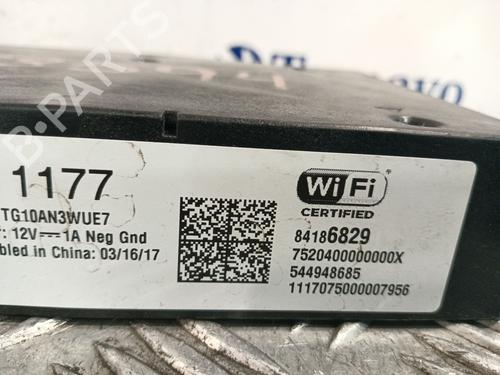 B-PARTS
1177
WiFi
CERTIFIED
TG10AN3WUE7
: 12V⎓1A Neg Gnd
bled in China: 03/16/17
84186829
7520400000000X
544948685
1117075000007956